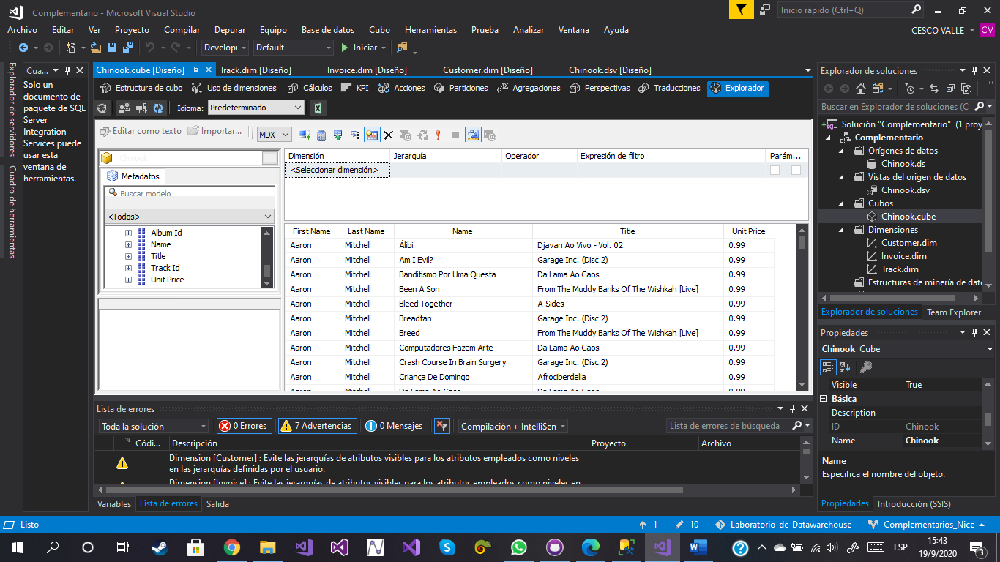 Complementario - Microsoft Visual Studio
Inicio rápido (Ctrl+Q)
Archivo Editar Ver Proyecto Compilar Depurar Equipo Base de datos Cubo Herramientas Prueba Analizar Ventana Ayuda
CESCO VALLE CV
Developi Default Iniciar
Explorador de servidores
Cuadro de herramientas
Cua...
Solo un
documento de
paquete de SQL
Server
Integration
Services puede
usar esta
ventana de
herramientas.
Chinook.cube [Diseño] Track.dim [Diseño] Invoice.dim [Diseño] Customer.dim [Diseño] Chinook.dsv [Diseño]
Estructura de cubo Uso de dimensiones Cálculos KPI Acciones Particiones Agregaciones Perspectivas Traducciones Explorador
Idioma: Predeterminado
Editar como texto Importar... MDX
Chinook
Metadatos
Buscar modelo
<Todos>
Album Id
Name
Title
Track Id
Unit Price
Dimensión Jerarquía Operador Expresión de filtro Parám...
<Seleccionar dimensión>
First Name Last Name Name Title Unit Price
Aaron Mitchell Álibi Djavan Ao Vivo - Vol. 02 0.99
Aaron Mitchell Am I Evil? Garage Inc. (Disc 2) 0.99
Aaron Mitchell Banditismo Por Uma Questa Da Lama Ao Caos 0.99
Aaron Mitchell Been A Son From The Muddy Banks Of The Wishkah [Live] 0.99
Aaron Mitchell Bleed Together A-Sides 0.99
Aaron Mitchell Breadfan Garage Inc. (Disc 2) 0.99
Aaron Mitchell Breed From The Muddy Banks Of The Wishkah [Live] 0.99
Aaron Mitchell Computadores Fazem Arte Da Lama Ao Caos 0.99
Aaron Mitchell Crash Course In Brain Surgery Garage Inc. (Disc 2) 0.99
Aaron Mitchell Criança De Domingo Afrociberdelia 0.99
Aaron Mitchell Da Lama Ao Caos Da Lama Ao Caos 0.99
Explorador de soluciones
Buscar en Explorador de soluciones (C
Solución "Complementario" (1 proy
Complementario
Orígenes de datos
Chinook.ds
Vistas del origen de datos
Chinook.dsv
Cubos
Chinook.cube
Dimensiones
Customer.dim
Invoice.dim
Track.dim
Estructuras de minería de dato
Explorador de soluciones Team Explorer
Propiedades
Chinook Cube
Visible True
Básica
Description
ID Chinook
Name Chinook
Name
Especifica el nombre del objeto.
Propiedades Introducción (SSIS)
Lista de errores
Toda la solución 0 Errores 7 Advertencias 0 Mensajes Compilación + IntelliSen Lista de errores de búsqueda
Códi... Descripción Proyecto Archivo
Dimension [Customer] : Evite las jerarquías de atributos visibles para los atributos empleados como niveles
en las jerarquías definidas por el usuario.
Dimension [Invoice] : Evite las jerarquías de atributos visibles para los atributos empleados como niveles en
Variables Lista de errores Salida
Listo 1 10 Laboratorio-de-Datawarehouse Complementarios_Nice
ESP 15:43
19/9/2020 3